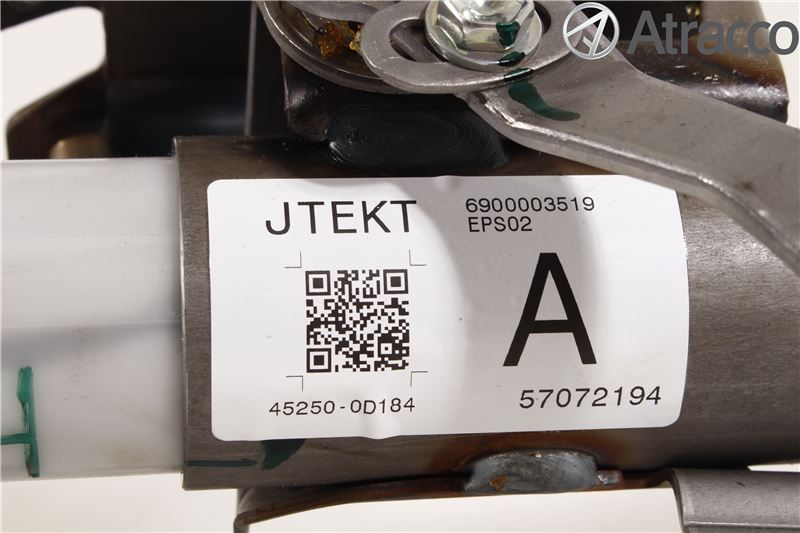 Atracco
JTEKT
6900003519
EPS02
A
45250-0D184
57072194